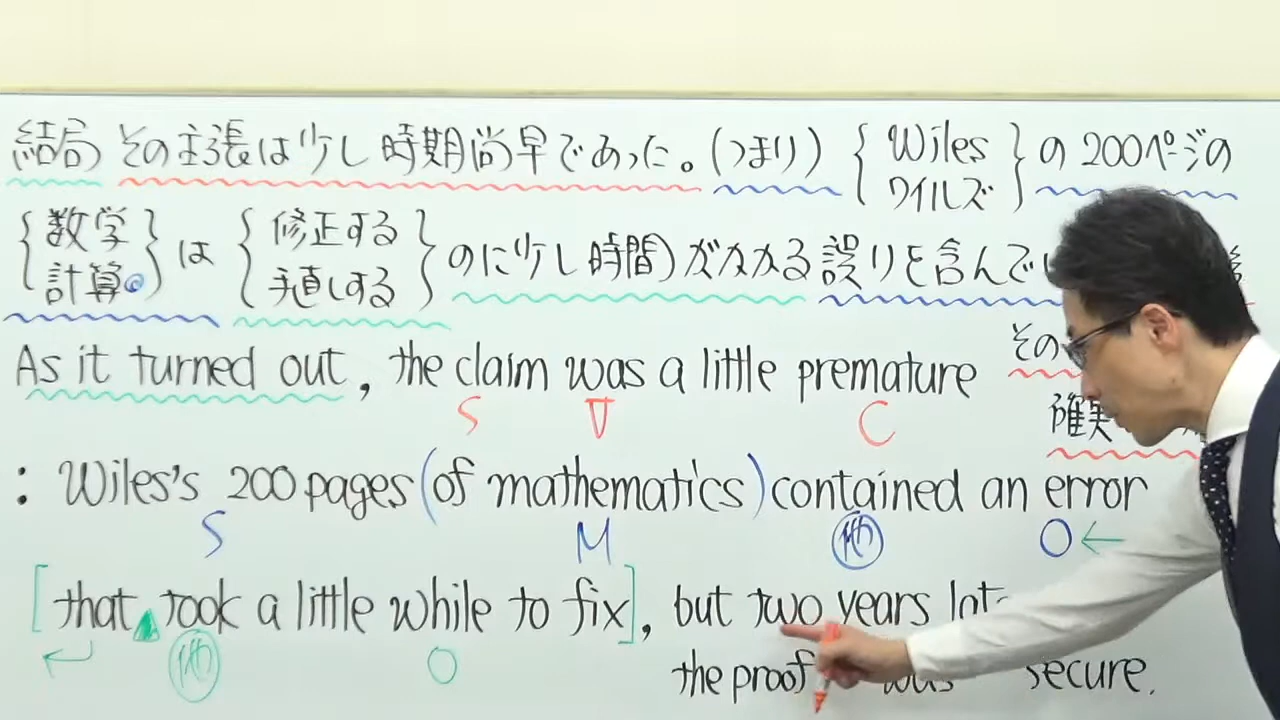 結局 その主張は少し時期尚早であった。(つまり) { Wiles ワイルズ } の 200ページの
{ 数学 計算。 } は { 修正する 手直しする } のに少し時間がかかる誤りを含んで
As it turned out, the claim was a little premature
その
S V C
確実
: Wiles's 200 pages (of mathematics) contained an error
S M 他 O ←
[that took a little while to fix], but two years
他 O
the proof was secure.